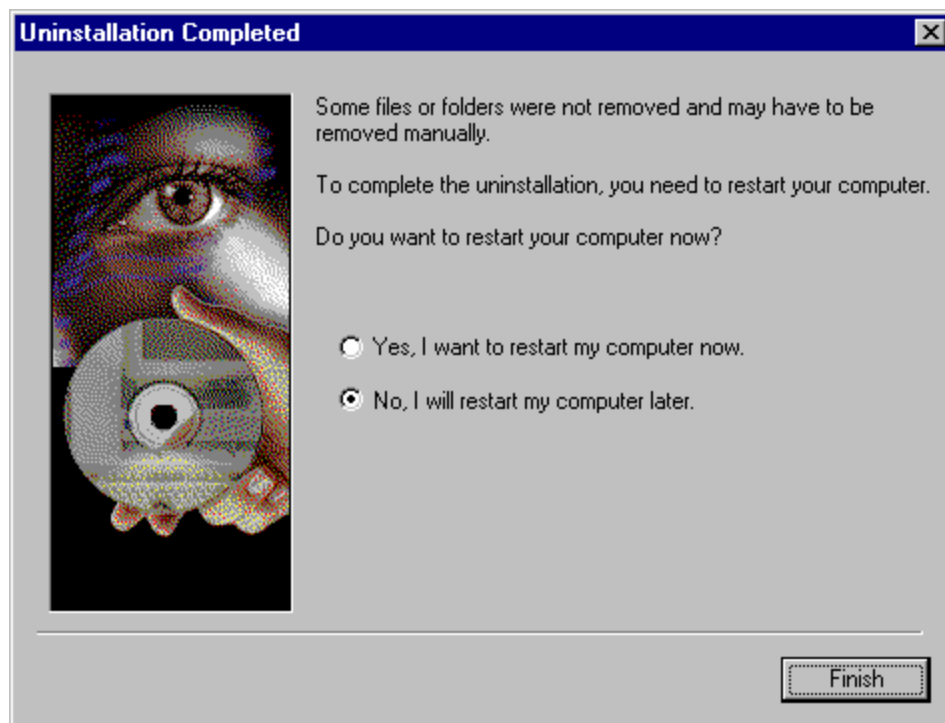 Uninstallation Completed
Some files or folders were not removed and may have to be
removed manually.
To complete the uninstallation, you need to restart your computer.
Do you want to restart your computer now?
Yes, I want to restart my computer now.
No, I will restart my computer later.
Finish